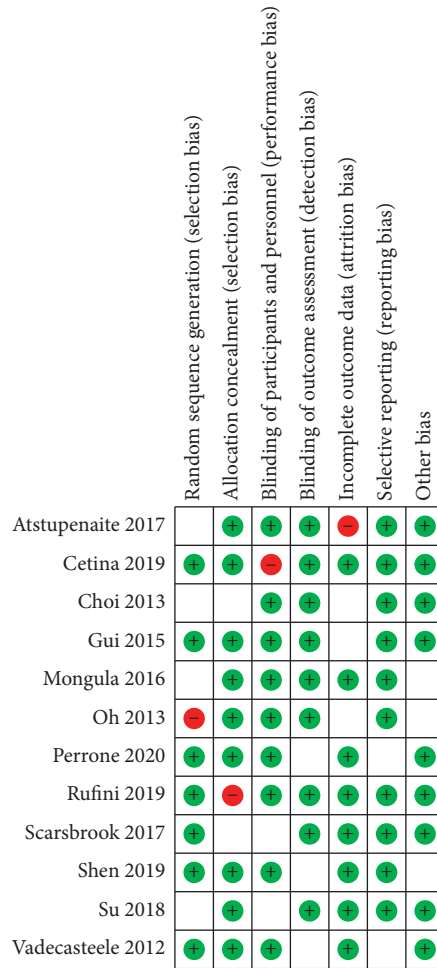 Random sequence generation (selection bias)
Allocation concealment (selection bias)
Blinding of participants and personnel (performance bias)
Blinding of outcome assessment (detection bias)
Incomplete outcome data (attrition bias)
Selective reporting (reporting bias)
Other bias
Atstupenaite 2017 + + + − + +
Cetina 2019 + + − + + + +
Choi 2013 + + + +
Gui 2015 + + + + + +
Mongula 2016 + + + + +
Oh 2013 − + + + +
Perrone 2020 + + + + +
Rufini 2019 + − + + + + +
Scarsbrook 2017 + + + + +
Shen 2019 + + + + +
Su 2018 + + + + +
Vadecasteele 2012 + + + + +